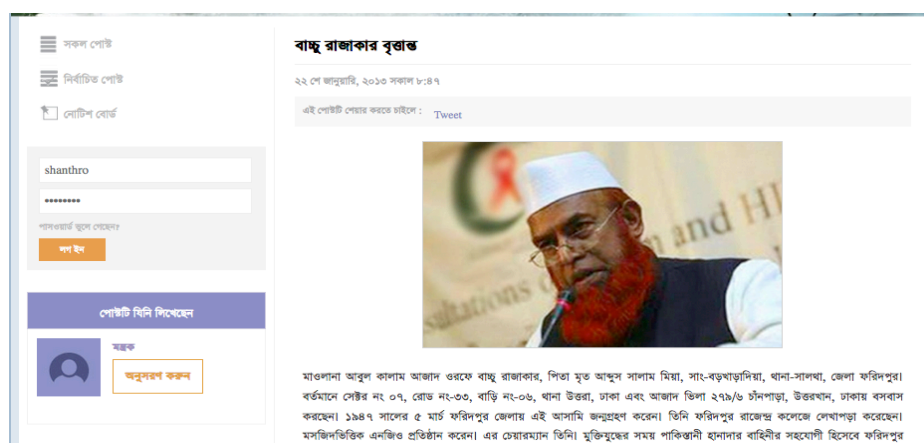 সকল পোস্ট
নির্বাচিত পোস্ট
নোটিশ বোর্ড
shanthro
••••••••
পাসওয়ার্ড ভুলে গেছেন?
লগ ইন
পোস্টটি যিনি লিখেছেন
অনুসরণ করুন
বাচ্চু রাজাকার বৃত্তান্ত
২২ শে জানুয়ারি, ২০১৩ সকাল ৮:৪৭
এই পোস্টটি শেয়ার করতে চাইলে : Tweet
and HI
sultations
মাওলানা আবুল কালাম আজাদ ওরফে বাচ্চু রাজাকার, পিতা মৃত আব্দুস সালাম মিয়া, সাং-বড়খাড়াদিয়া, থানা-সালথা, জেলা ফরিদপুর।
বর্তমানে সেক্টর নং ০৭, রোড নং-৩৩, বাড়ি নং-০৬, থানা উত্তরা, ঢাকা এবং আজাদ ভিলা ২৭৯/৬ চাঁনপাড়া, উত্তরখান, ঢাকায় বসবাস
করছেন। ১৯৪৭ সালের ৫ মার্চ ফরিদপুর জেলায় এই আসামি জন্মগ্রহণ করেন। তিনি ফরিদপুর রাজেন্দ্র কলেজে লেখাপড়া করেছেন।
মসজিদভিত্তিক এনজিও প্রতিষ্ঠান করেন। এর চেয়ারম্যান তিনি। মুক্তিযুদ্ধের সময় পাকিস্তানী হানাদার বাহিনীর সহযোগী হিসেবে ফরিদপুর